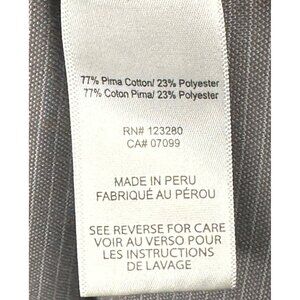 77% Pima Cotton/ 23% Polyester
77% Coton Pima/ 23% Polyester
RN# 123280
CA# 07099
MADE IN PERU
FABRIQUÉ AU PÉROU
SEE REVERSE FOR CARE
VOIR AU VERSO POUR
LES INSTRUCTIONS
DE LAVAGE